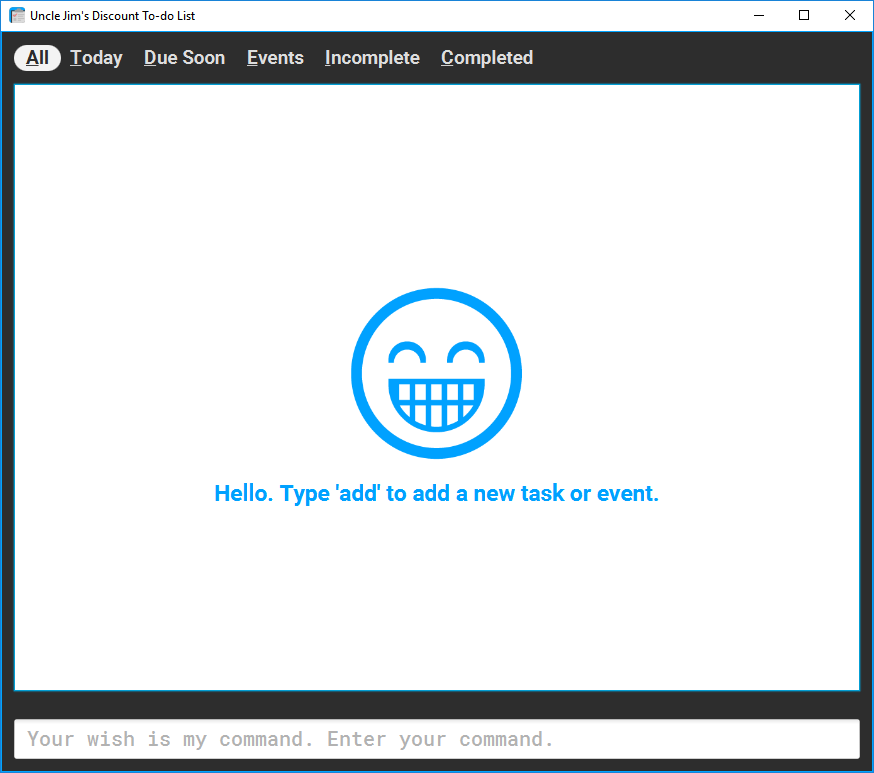 Uncle Jim's Discount To-do List
All Today Due Soon Events Incomplete Completed
Hello. Type 'add' to add a new task or event.
Your wish is my command. Enter your command.